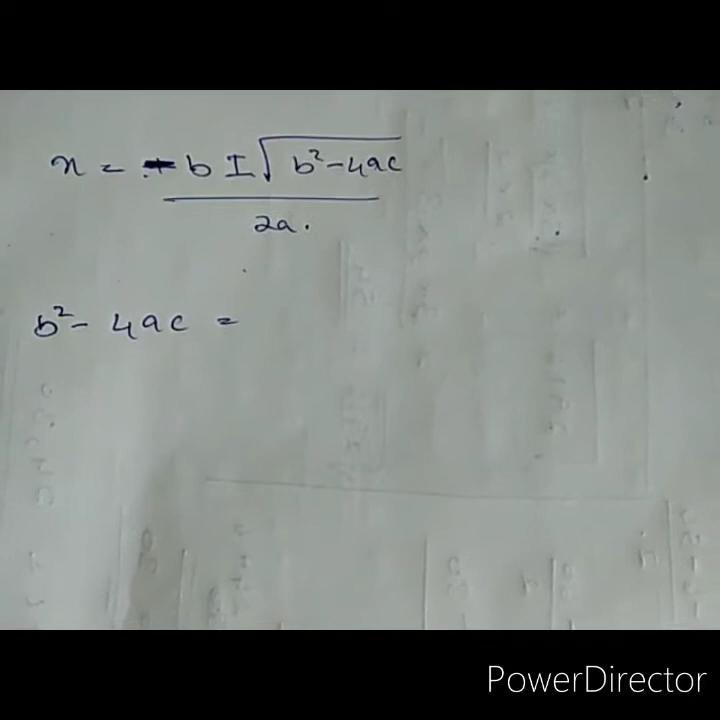 x = -b ± √b²-4ac
2a.
b² - 4ac =
PowerDirector